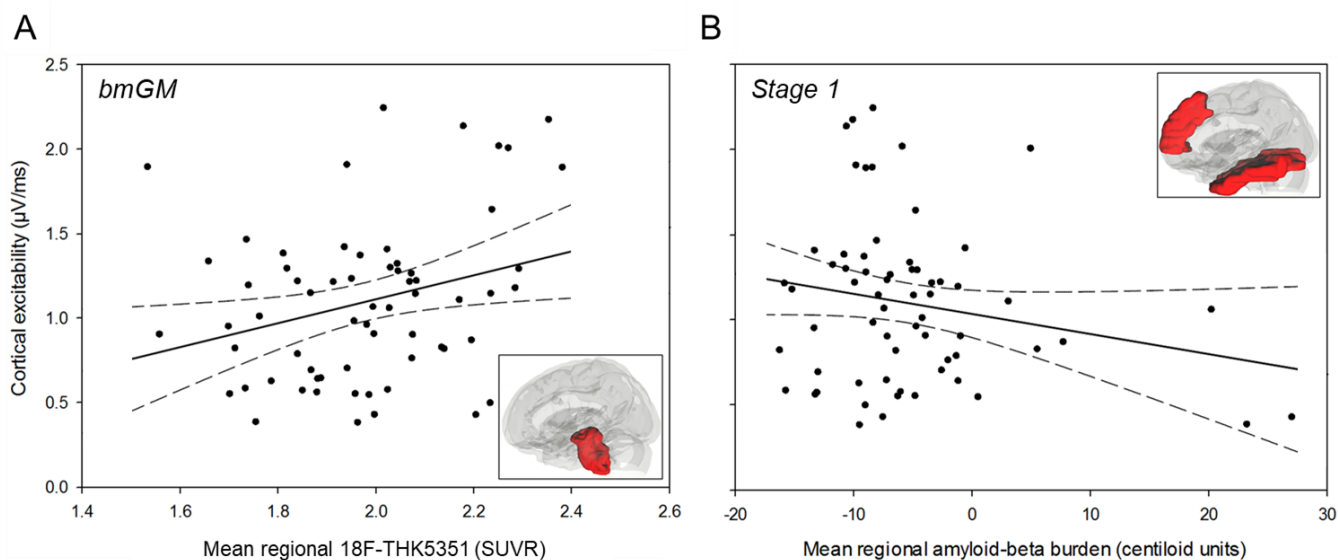 A
B
bmGM
Stage 1
Cortical excitability (µV/ms)
2.5
2.0
1.5
1.0
0.5
0.0
1.4 1.6 1.8 2.0 2.2 2.4 2.6
-20 -10 0 10 20 30
Mean regional 18F-THK5351 (SUVR)
Mean regional amyloid-beta burden (centiloid units)